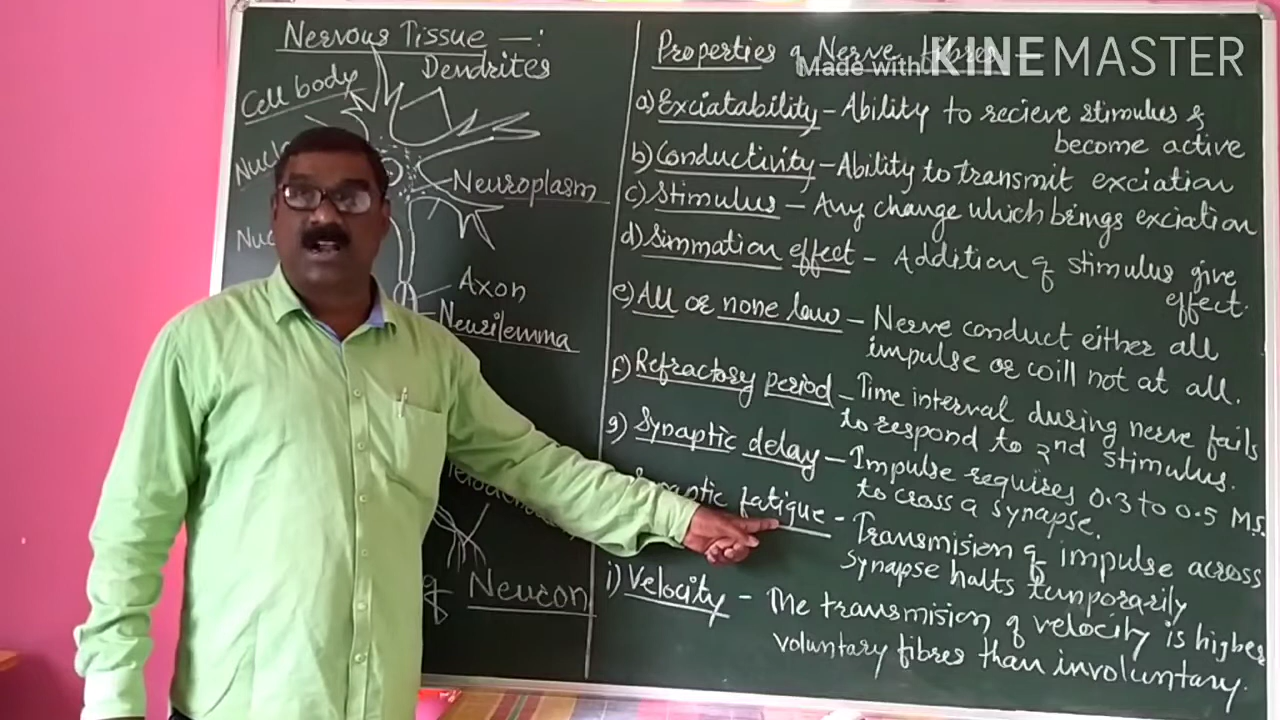 Nervous Tissue —:
Dendrites
Cell body
Neuroplasm
Axon
Neurilemma
of Neuron
Properties of Nerve fibres —
Made with KINEMASTER
a) Exciatability – Ability to recieve stimulus &
become active
b) Conductivity – Ability to transmit exciation
c) Stimulus – Any change which brings exciation
d) Simmation effect – Addition of stimulus give
effect.
e) All or none law – Nerve conduct either all
impulse or will not at all.
f) Refractory period – Time interval during nerve fails
to respond to 2nd stimulus.
g) Synaptic delay – Impulse requires 0.3 to 0.5 MS.
to cross a synapse.
fatigue – Transmision of impulse across
synapse halts tumporarily
i) Velocity – The transmision of velocity is higher
voluntary fibres than involuntary.